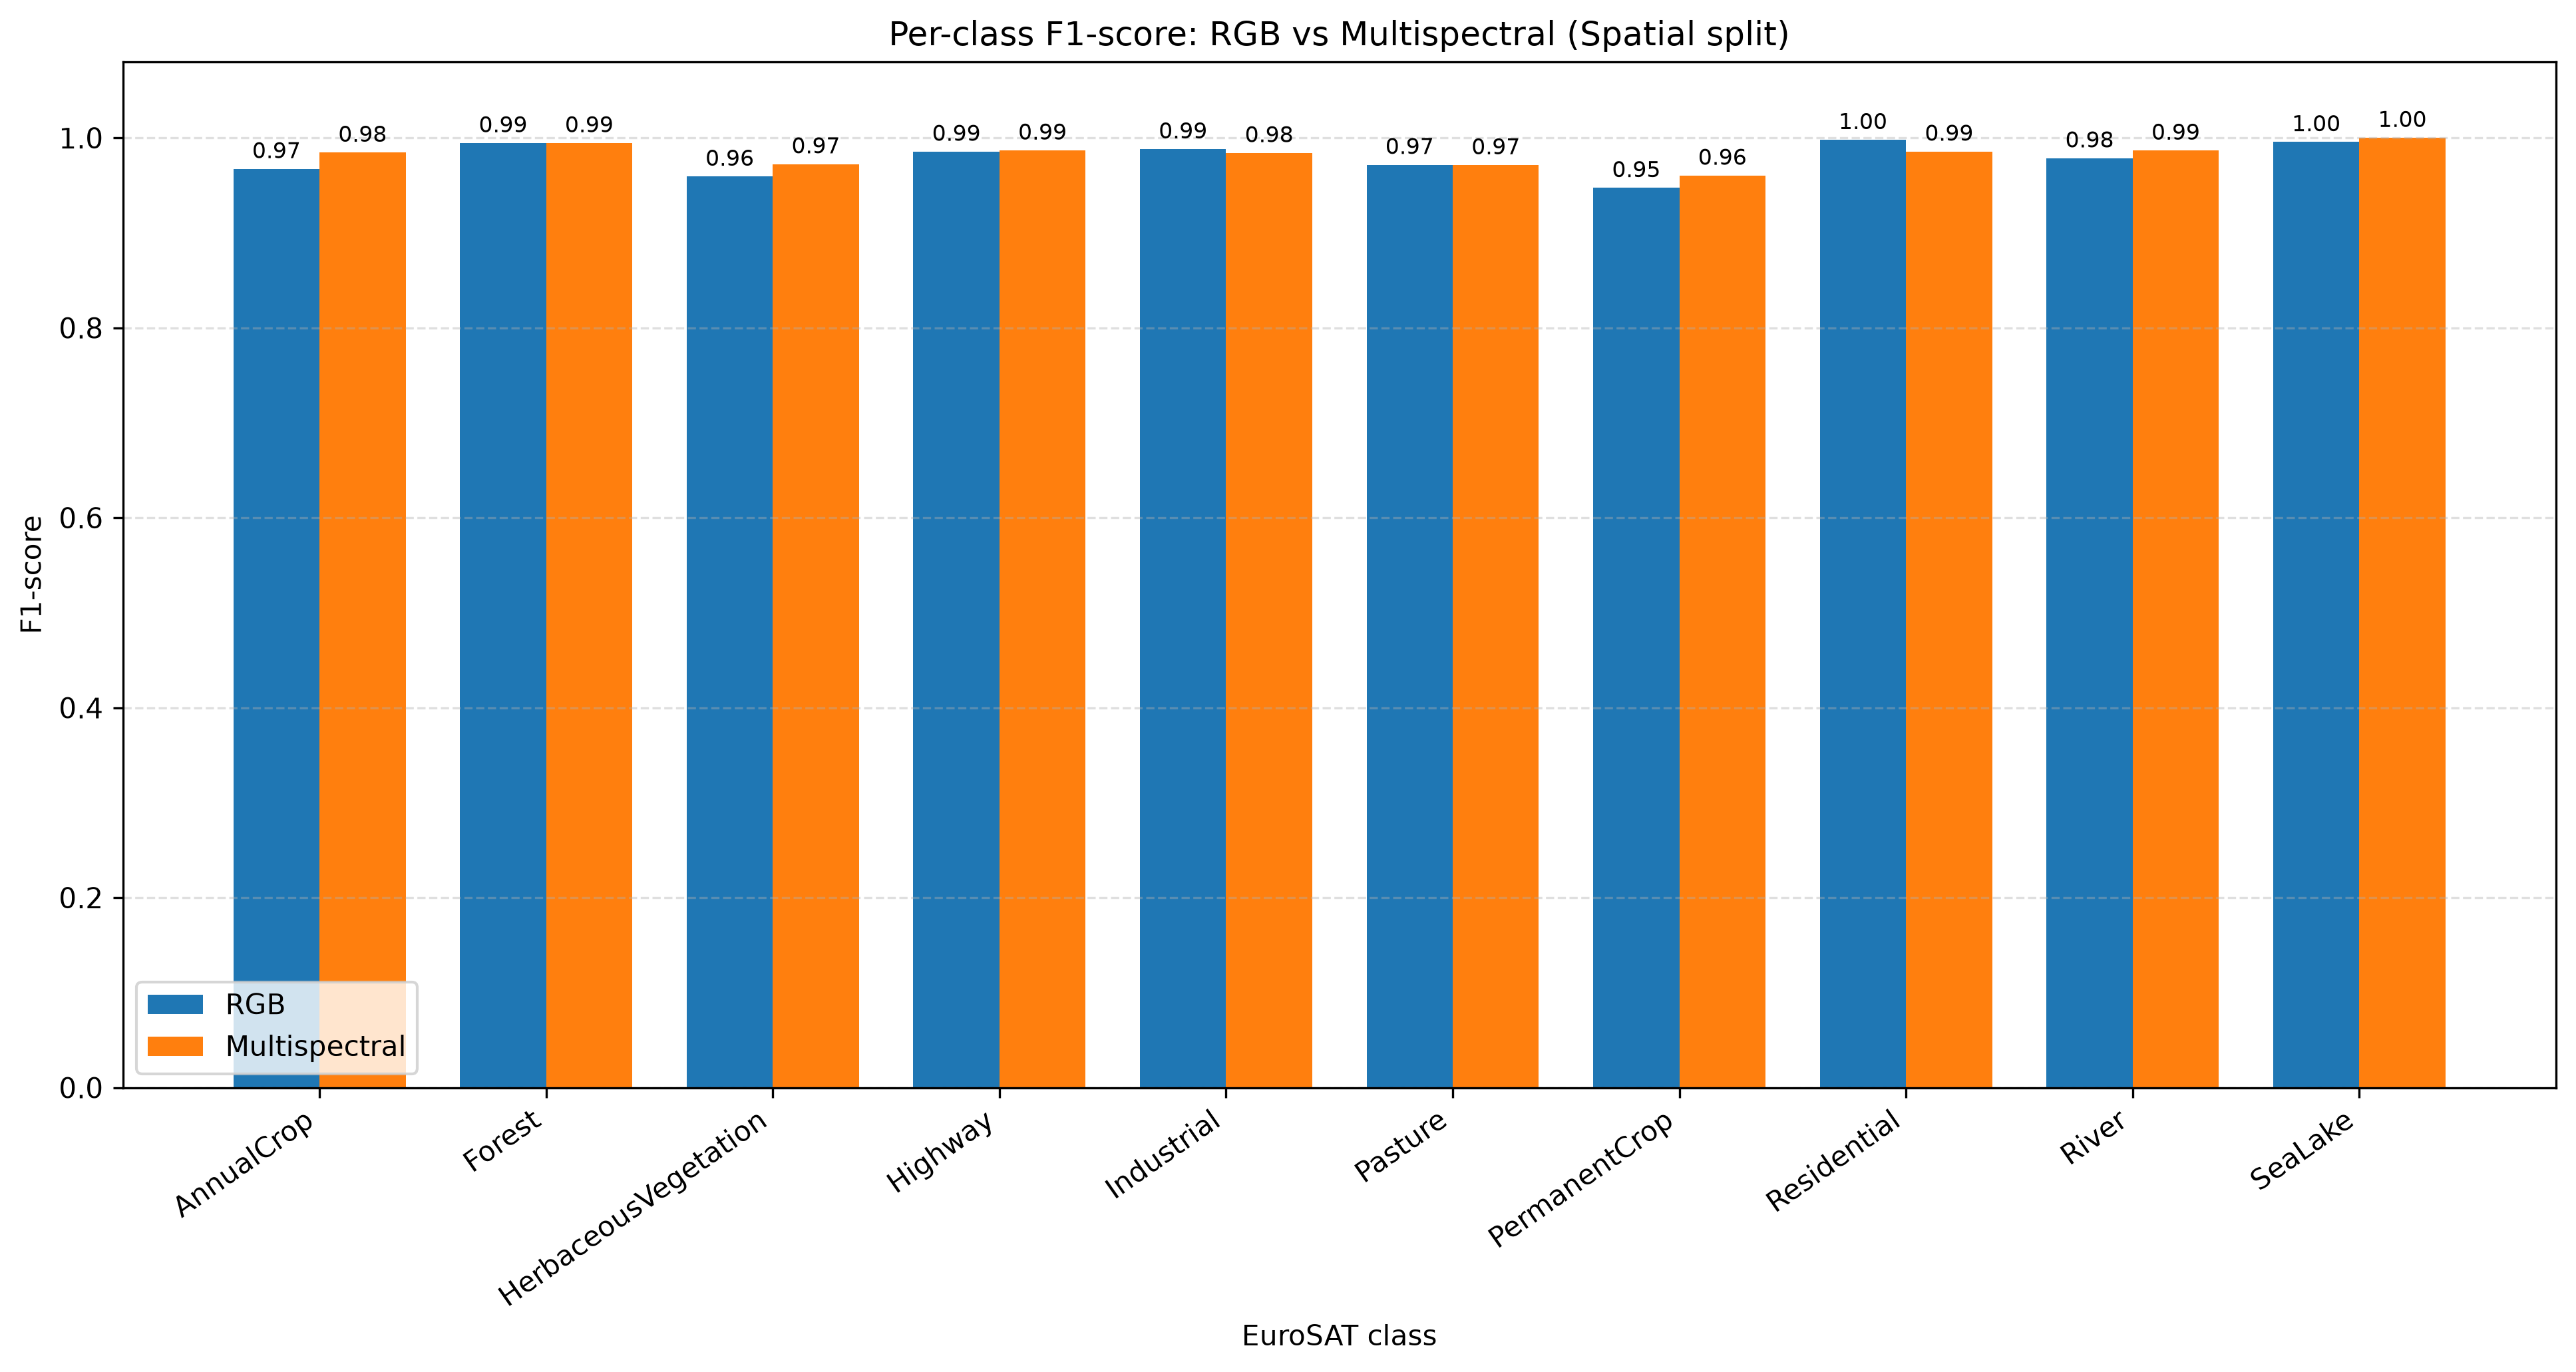 Per-class F1-score: RGB vs Multispectral (Spatial split)
F1-score
1.0
0.8
0.6
0.4
0.2
0.0
0.97 0.98 0.99 0.99 0.96 0.97 0.99 0.99 0.99 0.98 0.97 0.97 0.95 0.96 1.00 0.99 0.98 0.99 1.00 1.00
RGB
Multispectral
AnnualCrop
Forest
HerbaceousVegetation
Highway
Industrial
Pasture
PermanentCrop
Residential
River
SeaLake
EuroSAT class